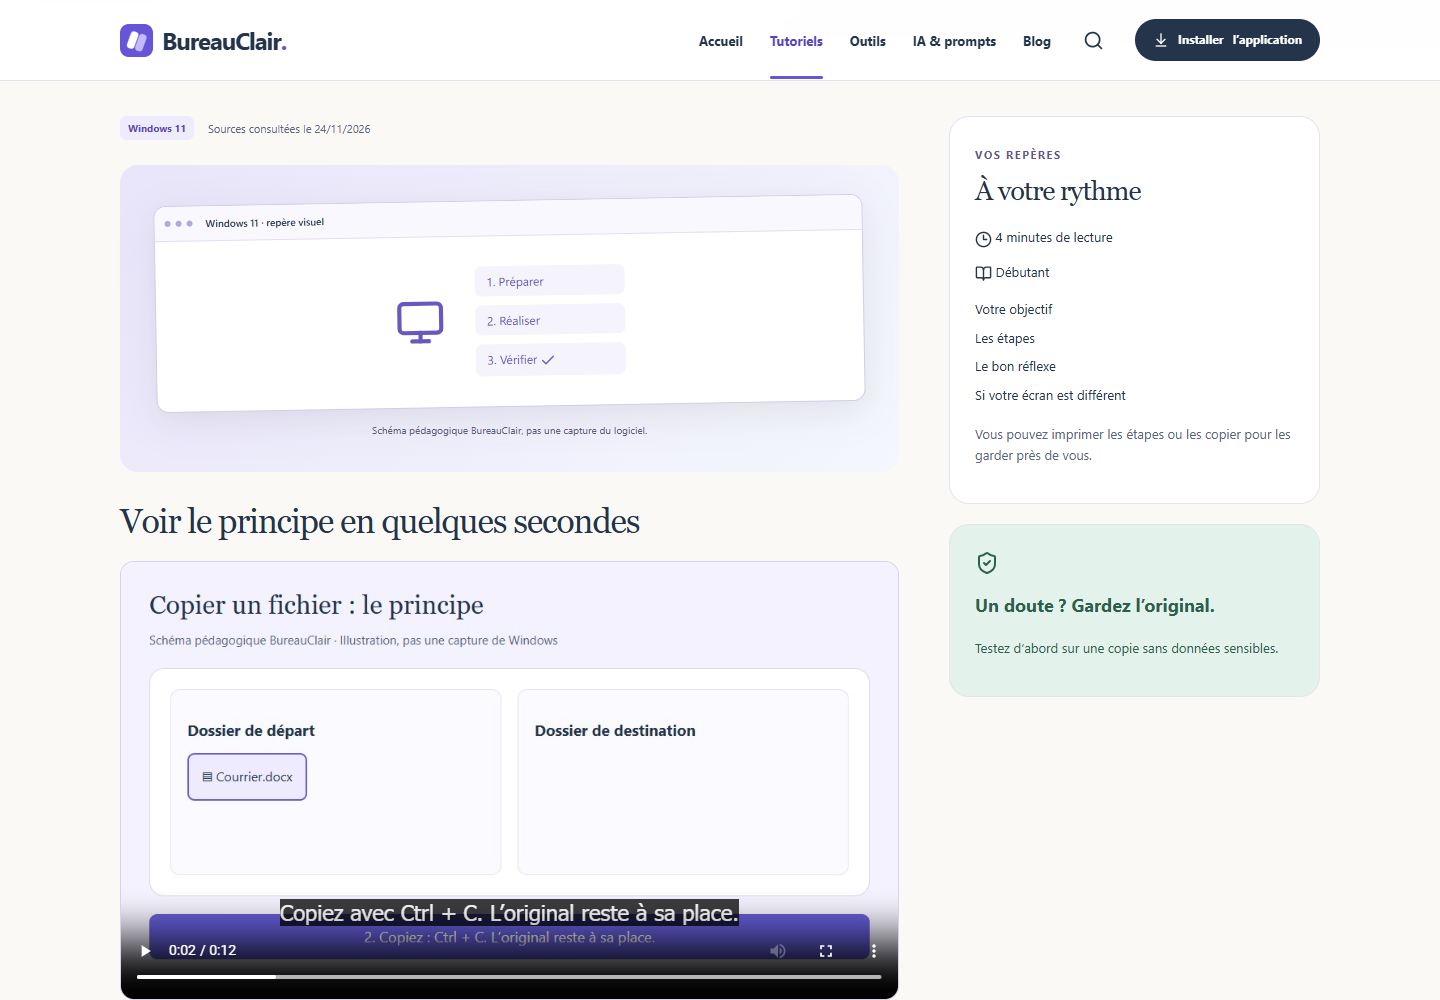 BureauClair.
Accueil
Tutoriels
Outils
IA & prompts
Blog
Installer l’application
Windows 11
Sources consultées le 24/11/2026
Windows 11 · repère visuel
1. Préparer
2. Réaliser
3. Vérifier
Schéma pédagogique BureauClair, pas une capture du logiciel.
Voir le principe en quelques secondes
Copier un fichier : le principe
Schéma pédagogique BureauClair · Illustration, pas une capture de Windows
Dossier de départ
Courrier.docx
Dossier de destination
Copiez avec Ctrl + C. L’original reste à sa place.
2. Copiez : Ctrl + C. L’original reste à sa place.
0:02 / 0:12
VOS REPÈRES
À votre rythme
4 minutes de lecture
Débutant
Votre objectif
Les étapes
Le bon réflexe
Si votre écran est différent
Vous pouvez imprimer les étapes ou les copier pour les
garder près de vous.
Un doute ? Gardez l’original.
Testez d’abord sur une copie sans données sensibles.